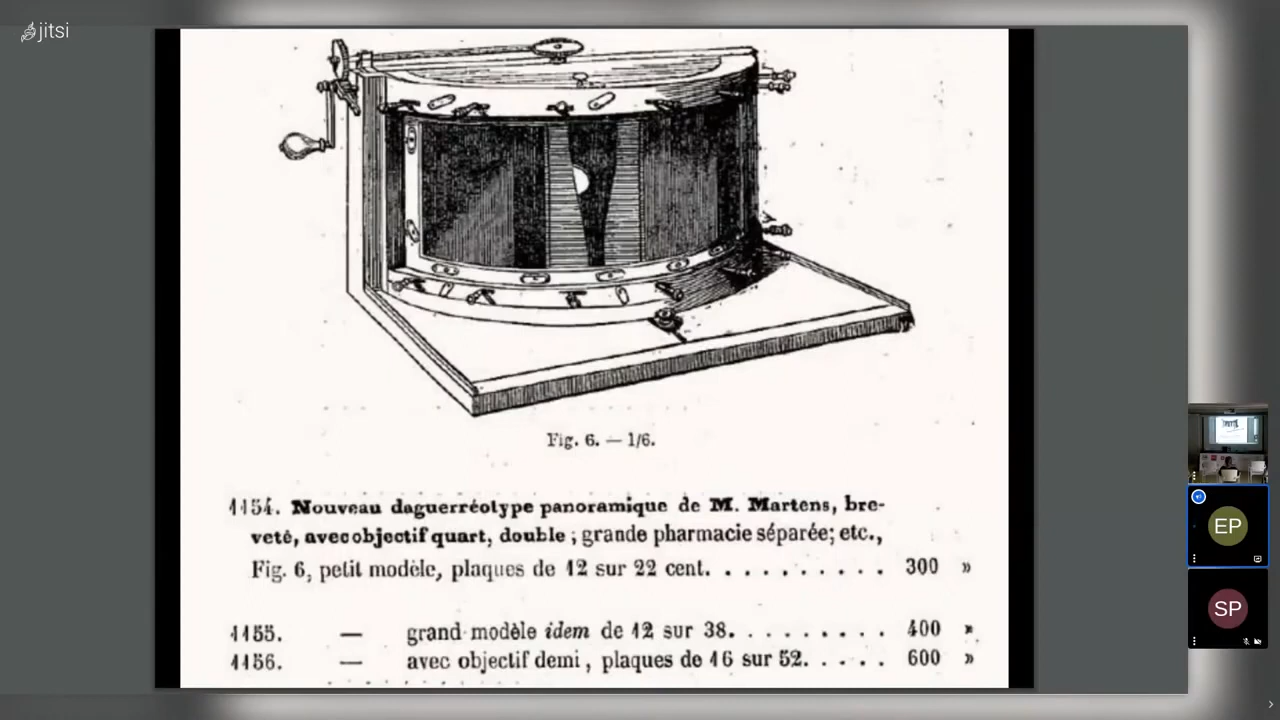 jitsi
Fig. 6. — 1/6.
1154. Nouveau daguerréotype panoramique de M. Martens, bre-
veté, avec objectif quart, double ; grande pharmacie séparée; etc.,
Fig. 6, petit modèle, plaques de 12 sur 22 cent. . . . . . . . . . . 300 »
1155. — grand modèle idem de 12 sur 38. . . . . . . . . 400 »
1156. — avec objectif demi, plaques de 16 sur 52. . . . . 600 »
EP
SP